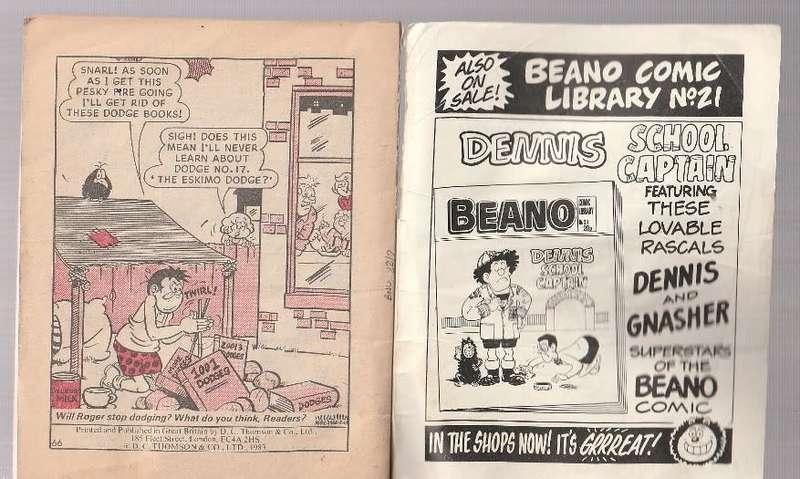 SNARL! AS SOON
AS I GET THIS
PESKY FIRE GOING
I'LL GET RID OF
THESE DODGE BOOKS!
SIGH! DOES THIS
MEAN I'LL NEVER
LEARN ABOUT
DODGE NO.17.
"THE ESKIMO DODGE?"
TWIRL!
20013
DODGES
1001
DODGES
DODGES
MILK
Will Roger stop dodging? What do you think, Readers?
Printed and Published in Great Britain by D. C. Thomson & Co., Ltd.,
185 Fleet Street, London, EC4A 2HS.
© D. C. THOMSON & CO., LTD., 1983
66
ALSO
ON
SALE!
BEANO COMIC
LIBRARY No21
DENNIS
SCHOOL
CAPTAIN
FEATURING
THESE
LOVABLE
RASCALS
DENNIS
AND
GNASHER
SUPERSTARS
OF THE
BEANO
COMIC
BEANO
COMIC
LIBRARY
DENNIS
SCHOOL
CAPTAIN
IN THE SHOPS NOW! IT'S GRRREAT!